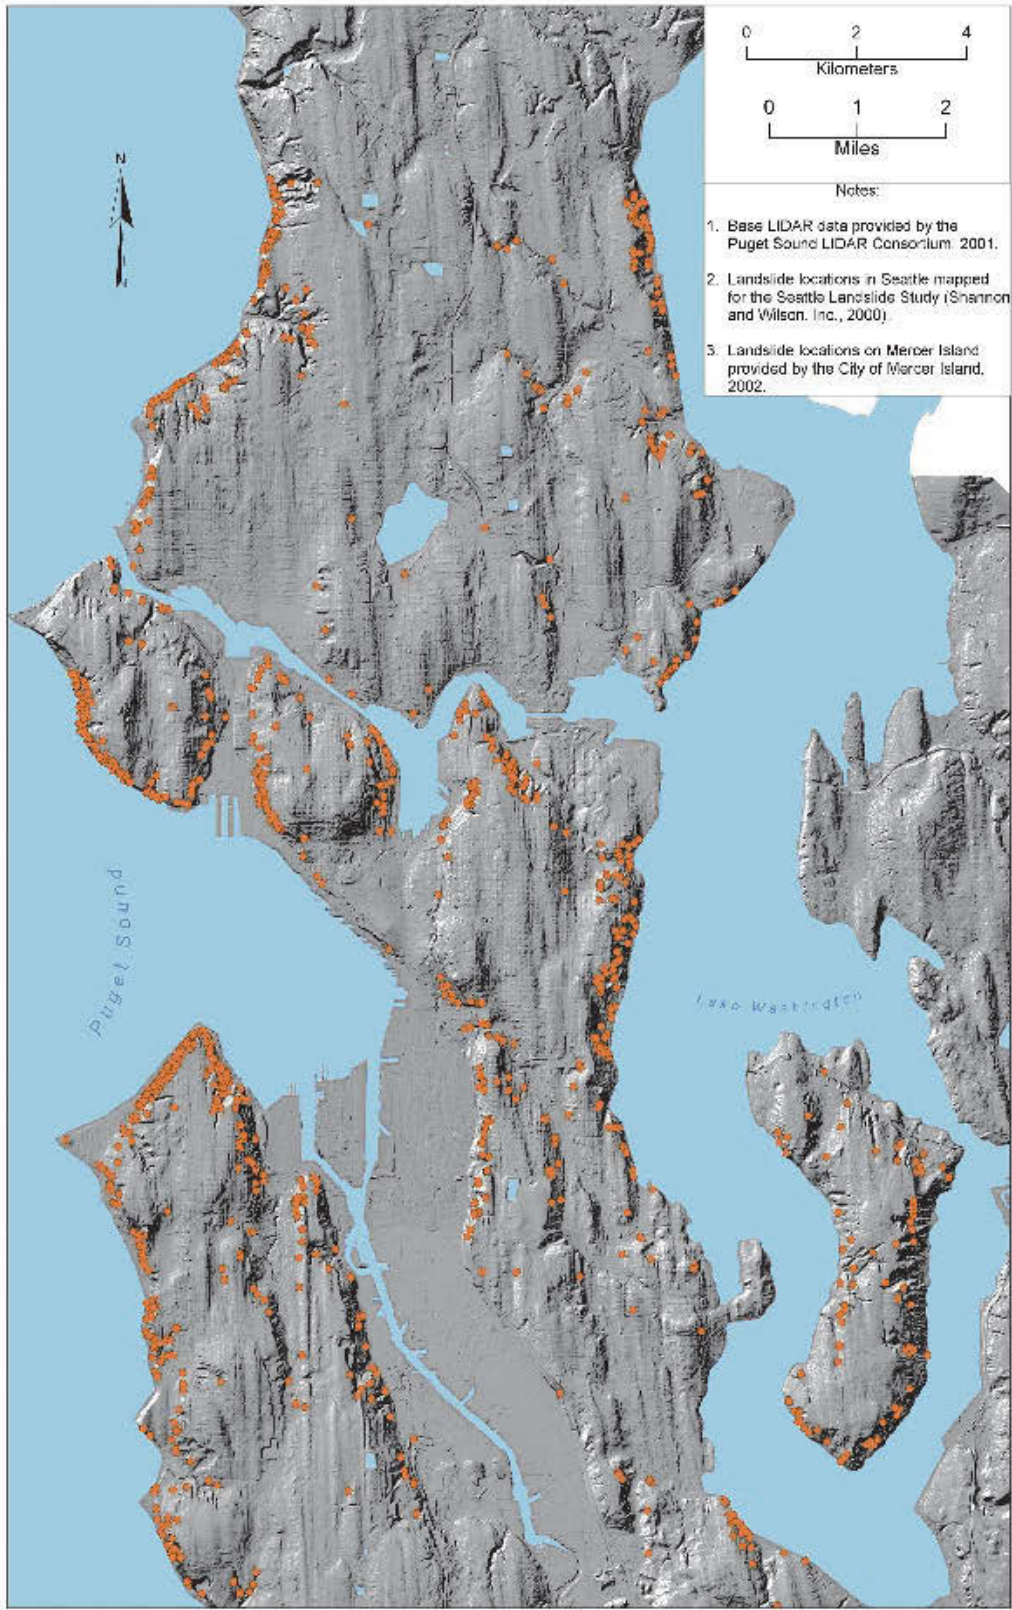 0 2 4
Kilometers
0 1 2
Miles
Notes:
1. Base LIDAR data provided by the
Puget Sound LIDAR Consortium, 2001.
2. Landslide locations in Seattle mapped
for the Seattle Landslide Study (Shannon
and Wilson, Inc., 2000).
3. Landslide locations on Mercer Island
provided by the City of Mercer Island,
2002.
N
Puget Sound
Lake Washington